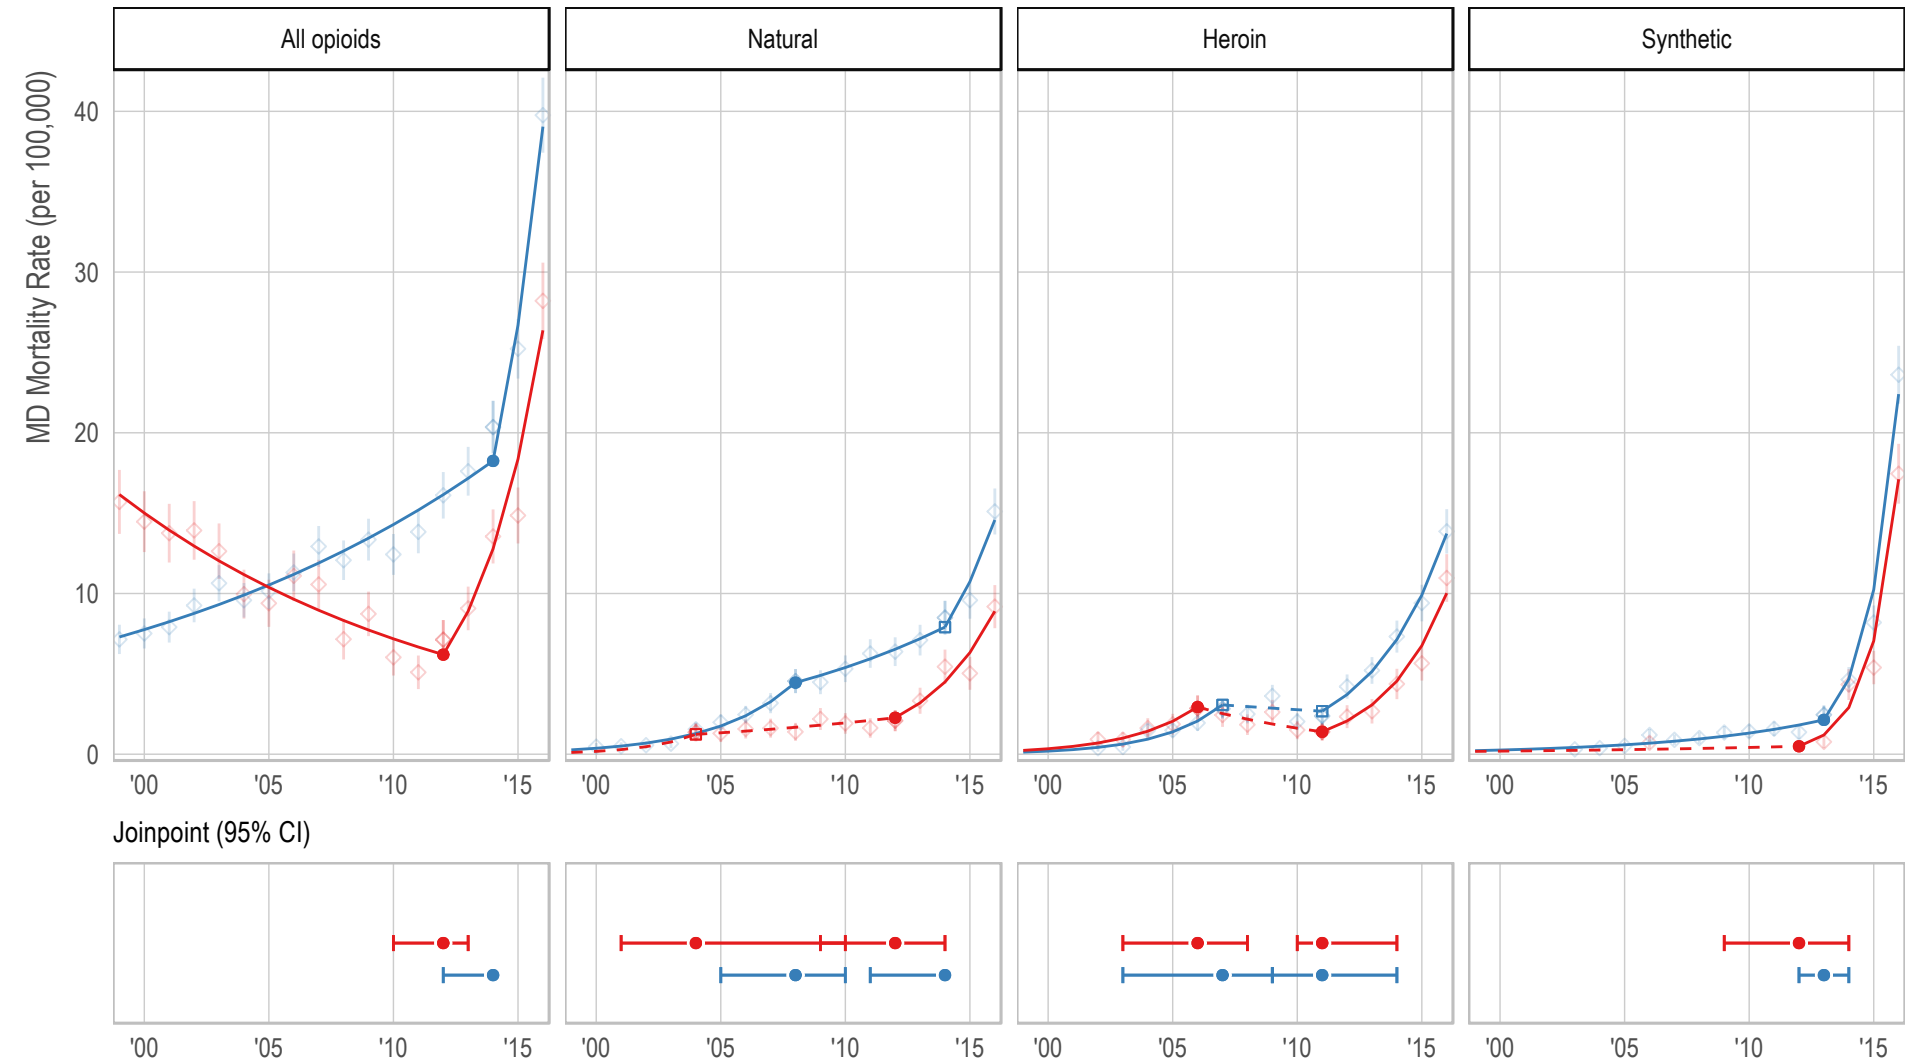 All opioids
Natural
Heroin
Synthetic
MD Mortality Rate (per 100,000)
40
30
20
10
0
'00 '05 '10 '15
'00 '05 '10 '15
'00 '05 '10 '15
'00 '05 '10 '15
Joinpoint (95% CI)
'00 '05 '10 '15
'00 '05 '10 '15
'00 '05 '10 '15
'00 '05 '10 '15